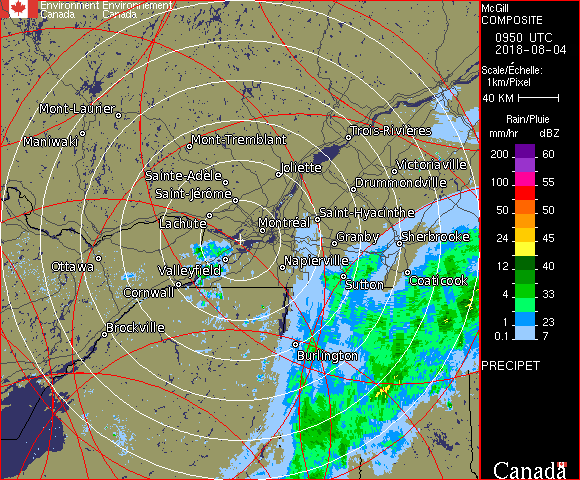 Environment Environnement
Canada Canada
McGill
COMPOSITE
0950 UTC
2018-08-04
Scale/Échelle:
1km/Pixel
40 KM
Rain/Pluie
mm/hr dBZ
200 60
150 57
100 55
50 50
24 45
12 40
4 33
1 23
0.1 7
PRECIPET
Mont-Laurier
Maniwaki
Mont-Tremblant
Trois-Rivières
Joliette
Victoriaville
Sainte-Adèle
Drummondville
Saint-Jérôme
Lachute
Saint-Hyacinthe
Montréal
Granby
Sherbrooke
Ottawa
Valleyfield
Napierville
Coaticook
Sutton
Cornwall
Brockville
Burlington
Canada